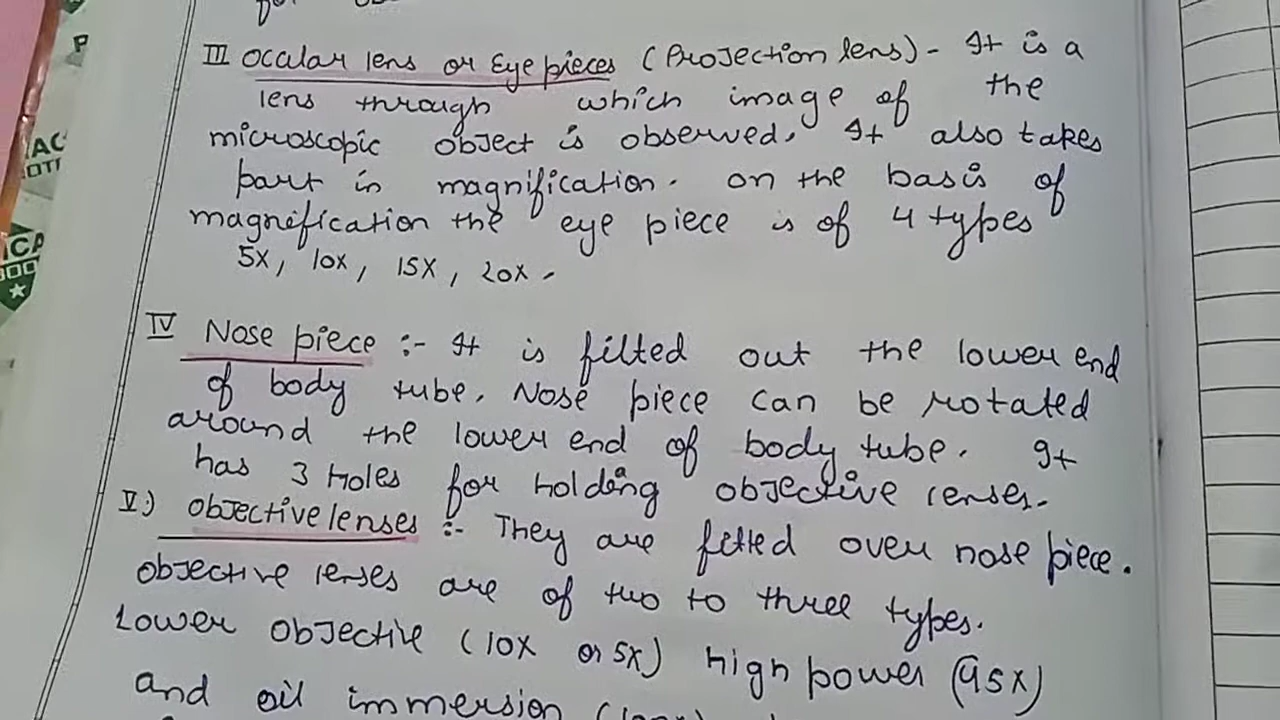 for
III Ocular lens or Eye pieces (Projection lens) - It is a
lens through which image of the
microscopic object is observed. It also takes
part in magnification. on the basis of
magnification the eye piece is of 4 types
5x, 10x, 15x, 20x.
IV Nose piece :- It is filted out the lower end
of body tube. Nose piece can be rotated
around the lower end of body tube. It
has 3 Holes for holding objective lenses.
V) Objective lenses :- They are fitted over nose piece.
Objective lenses are of two to three types.
Lower Objective (10x or 5x) high power (45x)
and oil immersion (100x)